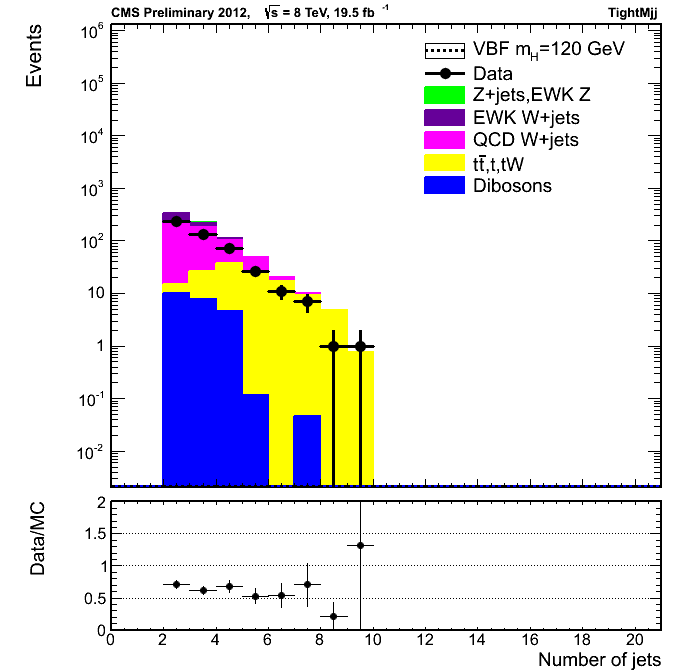 CMS Preliminary 2012, √s = 8 TeV, 19.5 fb⁻¹ TightMjj
Events
10⁶
10⁵
10⁴
10³
10²
10
1
10⁻¹
10⁻²
VBF m_H=120 GeV
Data
Z+jets,EWK Z
EWK W+jets
QCD W+jets
tt̄,t,tW
Dibosons
Data/MC
2
1.5
1
0.5
0
0 2 4 6 8 10 12 14 16 18 20
Number of jets